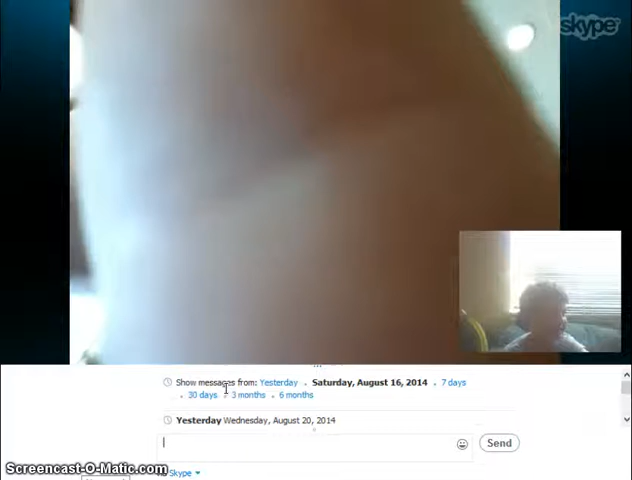 skype
Show messages from: Yesterday • Saturday, August 16, 2014 • 7 days
• 30 days • 3 months • 6 months
Yesterday Wednesday, August 20, 2014
Send
Skype
Screencast-O-Matic.com